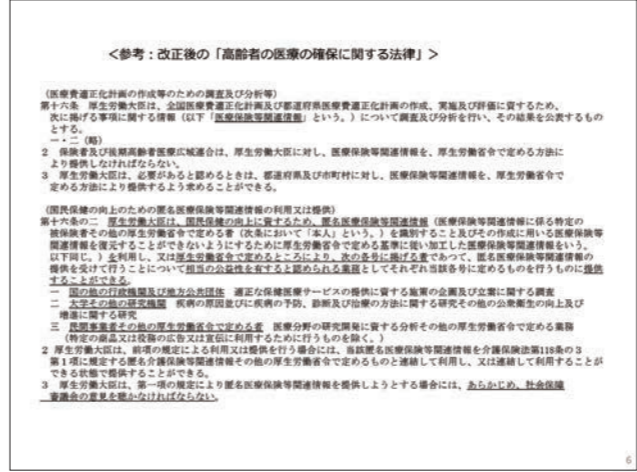 ＜参考：改正後の「高齢者の医療の確保に関する法律」＞
（医療費適正化計画の作成等のための調査及び分析等）
第十六条　厚生労働大臣は、全国医療費適正化計画及び都道府県医療費適正化計画の作成、実施及び評価に資するため、
次に掲げる事項に関する情報（以下「医療保険等関連情報」という。）について調査及び分析を行い、その結果を公表するもの
とする。
一・二（略）
２　保険者及び後期高齢者医療広域連合は、厚生労働大臣に対し、医療保険等関連情報を、厚生労働省令で定める方法に
より提供しなければならない。
３　厚生労働大臣は、必要があると認めるときは、都道府県及び市町村に対し、医療保険等関連情報を、厚生労働省令で
定める方法により提供するよう求めることができる。
（国民保健の向上のための匿名医療保険等関連情報の利用又は提供）
第十六条の二　厚生労働大臣は、国民保健の向上に資するため、匿名医療保険等関連情報（医療保険等関連情報に係る特定の
被保険者その他の厚生労働省令で定める者（次条において「本人」という。）を識別すること及びその作成に用いる医療保険等
関連情報を復元することができないようにするために厚生労働省令で定める基準に従い加工した医療保険等関連情報をいう。
以下同じ。）を利用し、又は厚生労働省令で定めるところにより、次の各号に掲げる者であつて、匿名医療保険等関連情報の
提供を受けて行うことについて相当の公益性を有すると認められる業務としてそれぞれ当該各号に定めるものを行うものに提供
することができる。
一　国の他の行政機関及び地方公共団体　適正な保健医療サービスの提供に資する施策の企画及び立案に関する調査
二　大学その他の研究機関　疾病の原因並びに疾病の予防、診断及び治療の方法に関する研究その他の公衆衛生の向上及び
増進に関する研究
三　民間事業者その他の厚生労働省令で定める者　医療分野の研究開発に資する分析その他の厚生労働省令で定める業務
（特定の商品又は役務の広告又は宣伝に利用するために行うものを除く。）
２ 厚生労働大臣は、前項の規定による利用又は提供を行う場合には、当該匿名医療保険等関連情報を介護保険法第118条の３
第１項に規定する匿名介護保険等関連情報その他の厚生労働省令で定めるものと連結して利用し、又は連結して利用することが
できる状態で提供することができる。
３　厚生労働大臣は、第一項の規定により匿名医療保険等関連情報を提供しようとする場合には、あらかじめ、社会保障
審議会の意見を聴かなければならない。
6